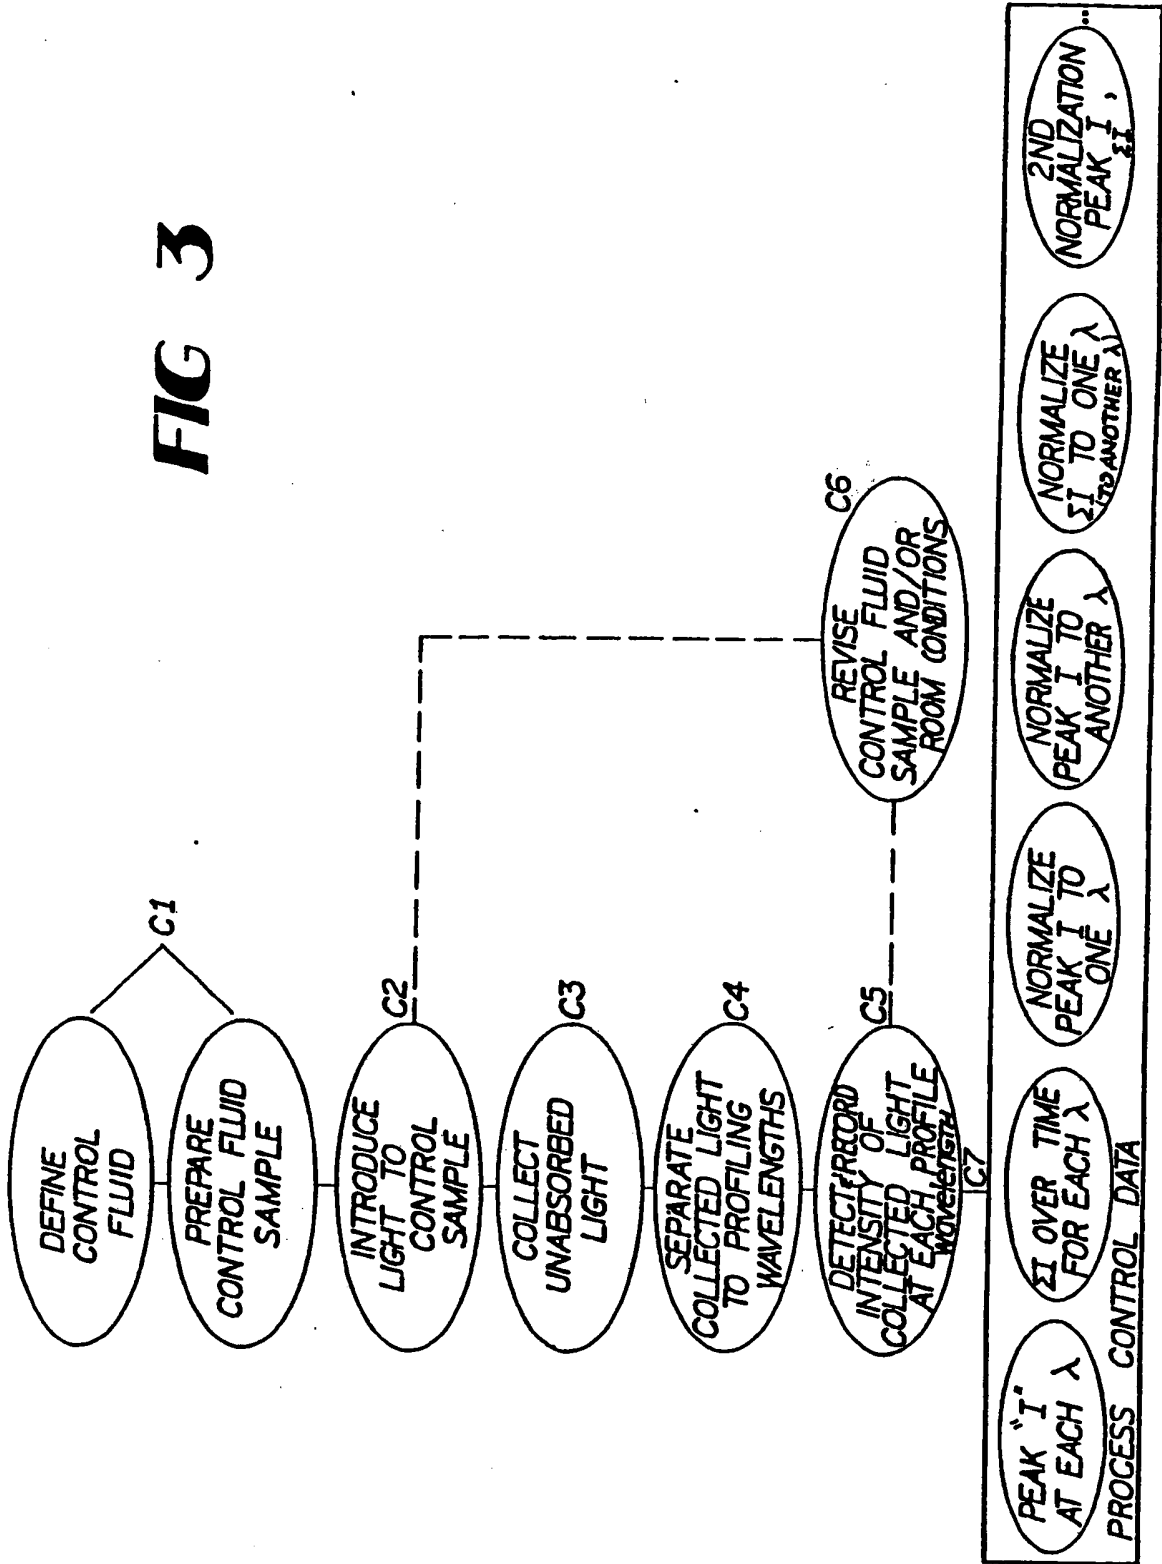 FIG 3
DEFINE
CONTROL
FLUID
C1
PREPARE
CONTROL FLUID
SAMPLE
INTRODUCE
LIGHT TO
CONTROL
SAMPLE
C2
COLLECT
UNABSORBED
LIGHT
C3
SEPARATE
COLLECTED LIGHT
TO PROFILING
WAVELENGTHS
C4
DETECT & RECORD
INTENSITY OF
COLLECTED LIGHT
AT EACH PROFILE
WAVELENGTH
C5
REVISE
CONTROL FLUID
SAMPLE AND/OR
ROOM CONDITIONS
C6
C7
PEAK "I"
AT EACH λ
ΣI OVER TIME
FOR EACH λ
NORMALIZE
PEAK I TO
ONE λ
NORMALIZE
PEAK I TO
ANOTHER λ
NORMALIZE
ΣI TO ONE λ
(TO ANOTHER λ)
2ND
NORMALIZATION
PEAK I,
ΣI
...
PROCESS CONTROL DATA